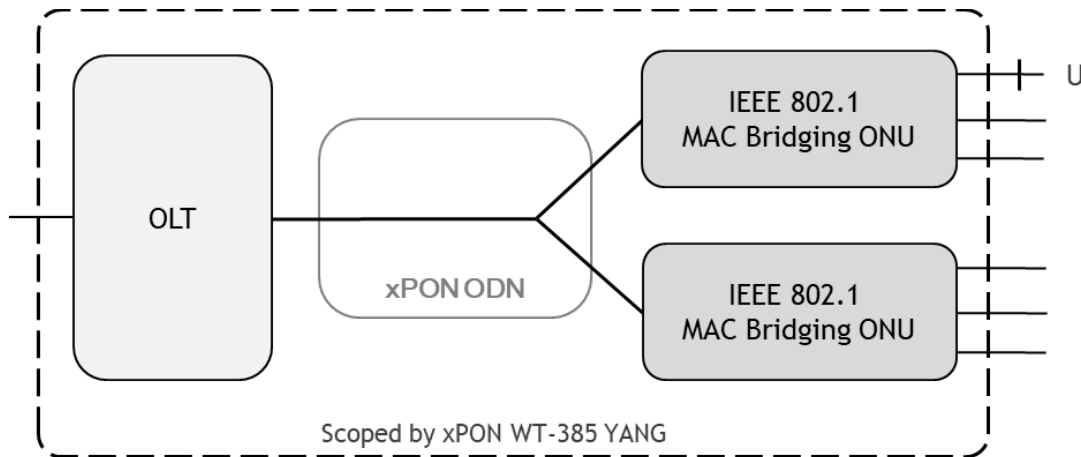 IEEE 802.1
MAC Bridging ONU
U
OLT
xPON ODN
IEEE 802.1
MAC Bridging ONU
Scoped by xPON WT-385 YANG